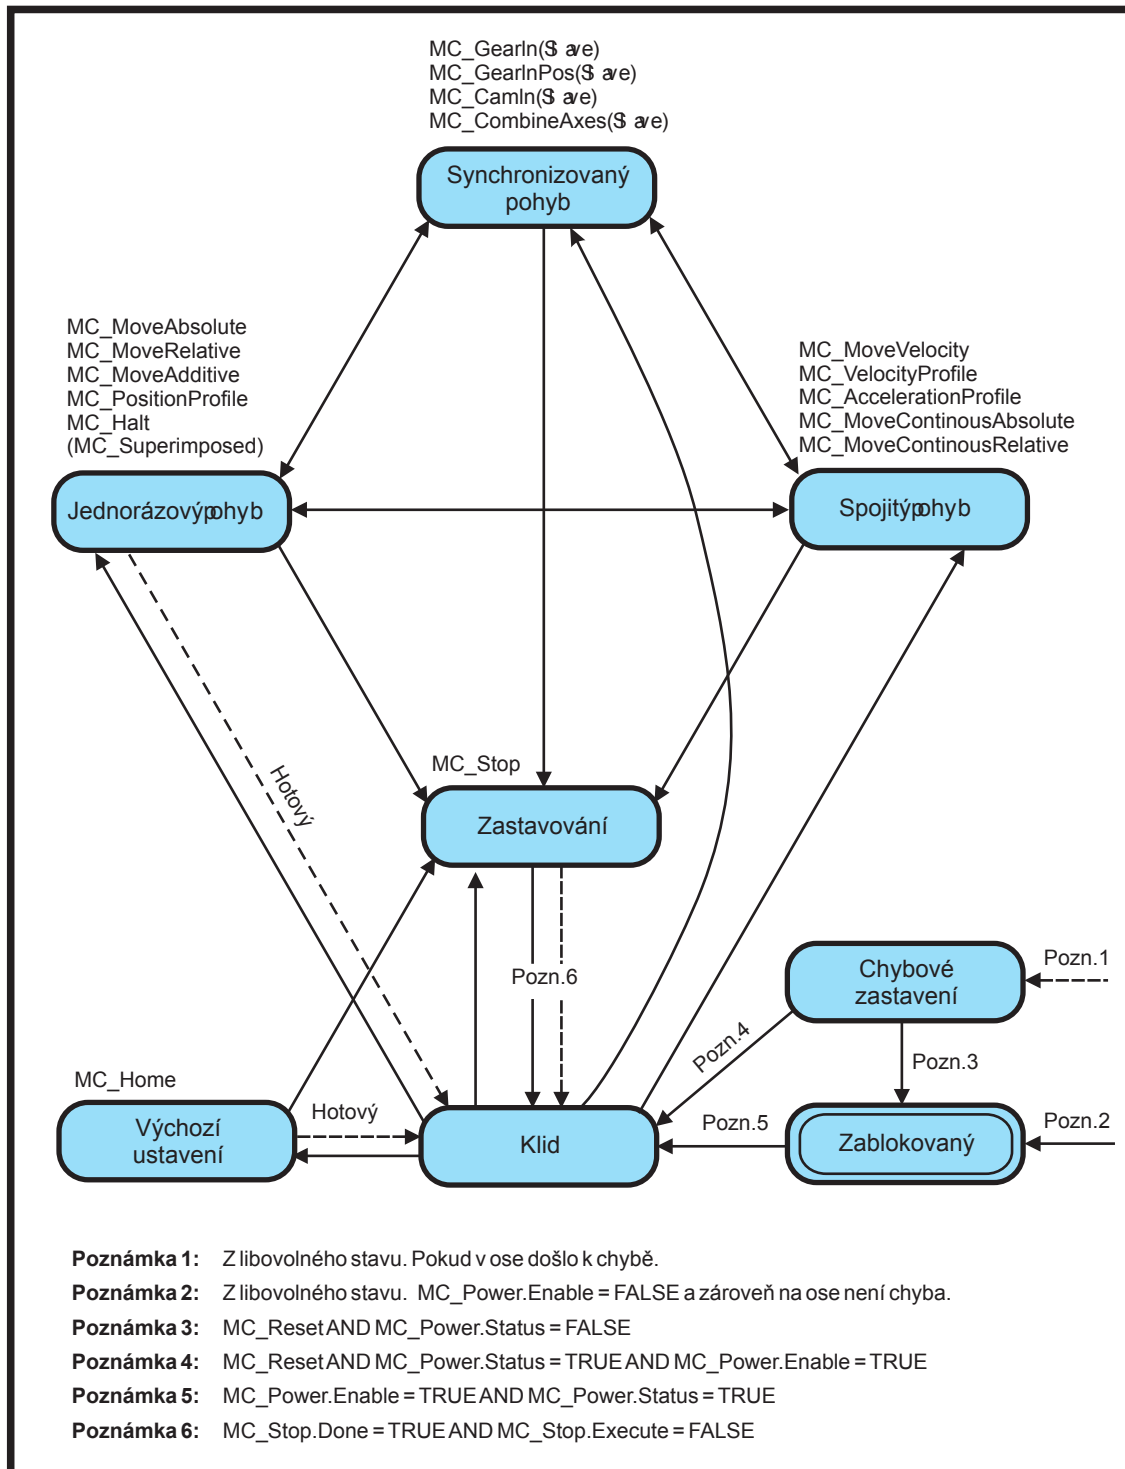 MC_GearIn(Slave)
MC_GearInPos(Slave)
MC_CamIn(Slave)
MC_CombineAxes(Slave)
Synchronizovaný
pohyb
MC_MoveAbsolute
MC_MoveRelative
MC_MoveAdditive
MC_PositionProfile
MC_Halt
(MC_Superimposed)
MC_MoveVelocity
MC_VelocityProfile
MC_AccelerationProfile
MC_MoveContinousAbsolute
MC_MoveContinousRelative
Jednorázový pohyb
Spojitý pohyb
Hotový
MC_Stop
Zastavování
Pozn.6
Chybové
zastavení
Pozn.1
Pozn.4
Pozn.3
MC_Home
Výchozí
ustavení
Hotový
Klid
Pozn.5
Zablokovaný
Pozn.2
Poznámka 1: Z libovolného stavu. Pokud v ose došlo k chybě.
Poznámka 2: Z libovolného stavu. MC_Power.Enable = FALSE a zároveň na ose není chyba.
Poznámka 3: MC_Reset AND MC_Power.Status = FALSE
Poznámka 4: MC_Reset AND MC_Power.Status = TRUE AND MC_Power.Enable = TRUE
Poznámka 5: MC_Power.Enable = TRUE AND MC_Power.Status = TRUE
Poznámka 6: MC_Stop.Done = TRUE AND MC_Stop.Execute = FALSE